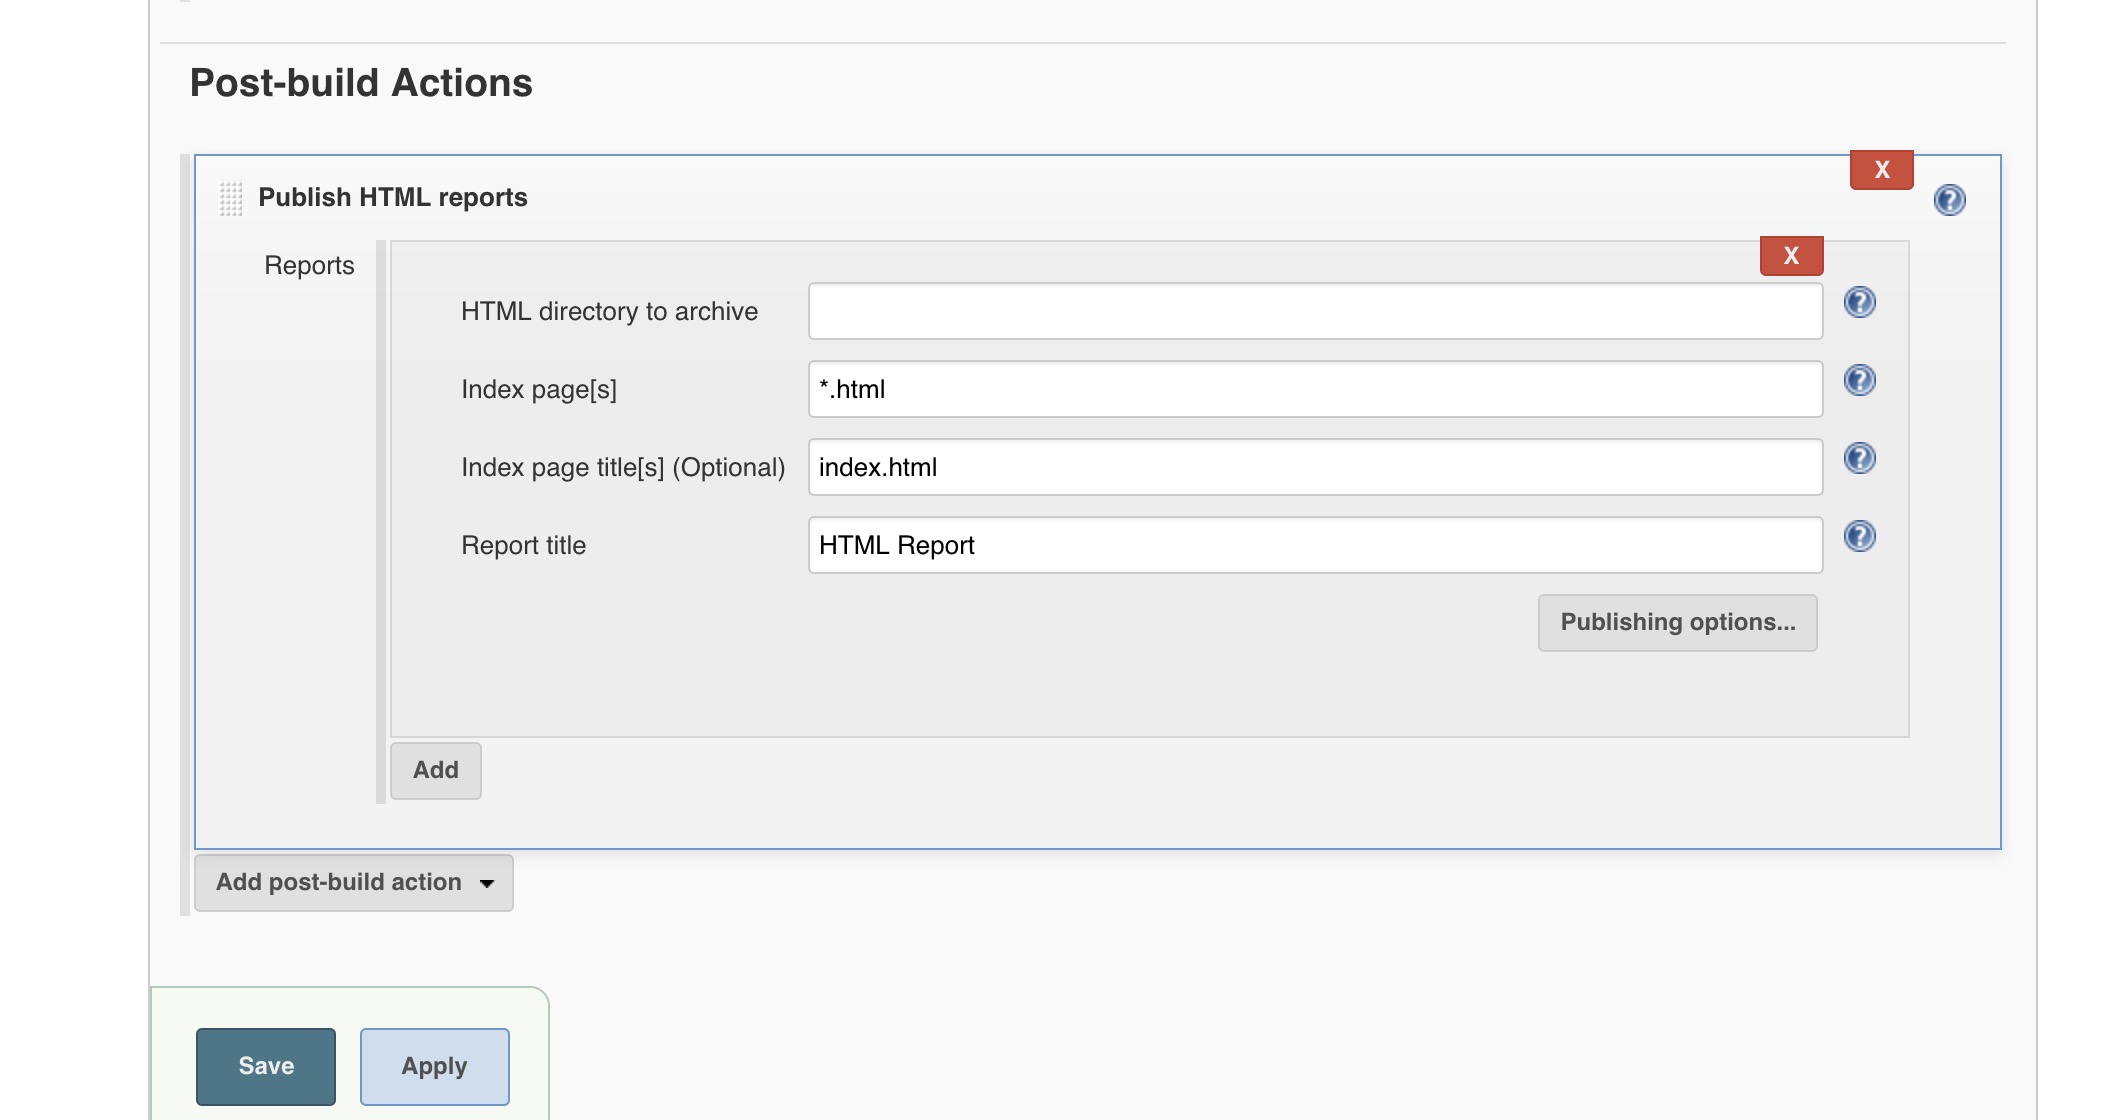 Post-build Actions
X
Publish HTML reports
?
Reports
X
HTML directory to archive
?
Index page[s]
*.html
?
Index page title[s] (Optional)
index.html
?
Report title
HTML Report
?
Publishing options...
Add
Add post-build action
Save
Apply